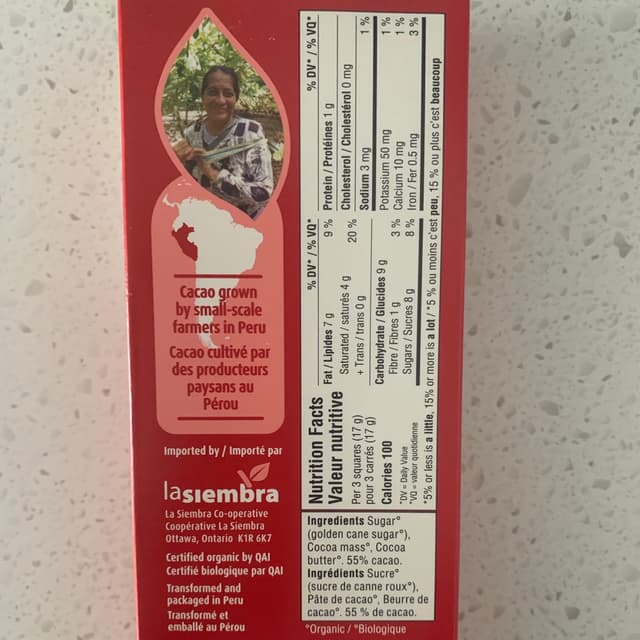 Cacao grown
by small-scale
farmers in Peru
Cacao cultivé par
des producteurs
paysans au
Pérou
Imported by / Importé par
lasiembra
La Siembra Co-operative
Coopérative La Siembra
Ottawa, Ontario K1R 6K7
Certified organic by QAI
Certifié biologique par QAI
Transformed and
packaged in Peru
Transformé et
emballé au Pérou
Nutrition Facts
Valeur nutritive
Per 3 squares (17 g)
pour 3 carrés (17 g)
Calories 100
*DV = Daily Value
*VQ = valeur quotidienne
% DV* / % VQ*
Fat / Lipides 7 g 9 %
Saturated / saturés 4 g
+ Trans / trans 0 g 20 %
Carbohydrate / Glucides 9 g
Fibre / Fibres 1 g 3 %
Sugars / Sucres 8 g 8 %
% DV* / % VQ*
Protein / Protéines 1 g
Cholesterol / Cholestérol 0 mg
Sodium 3 mg 1 %
Potassium 50 mg 1 %
Calcium 10 mg 1 %
Iron / Fer 0.5 mg 3 %
*5% or less is a little, 15% or more is a lot / *5 % ou moins c'est peu, 15 % ou plus c'est beaucoup
Ingredients Sugar°
(golden cane sugar°),
Cocoa mass°, Cocoa
butter°. 55% cacao.
Ingrédients Sucre°
(sucre de canne roux°),
Pâte de cacao°, Beurre de
cacao°. 55 % de cacao.
°Organic / °Biologique